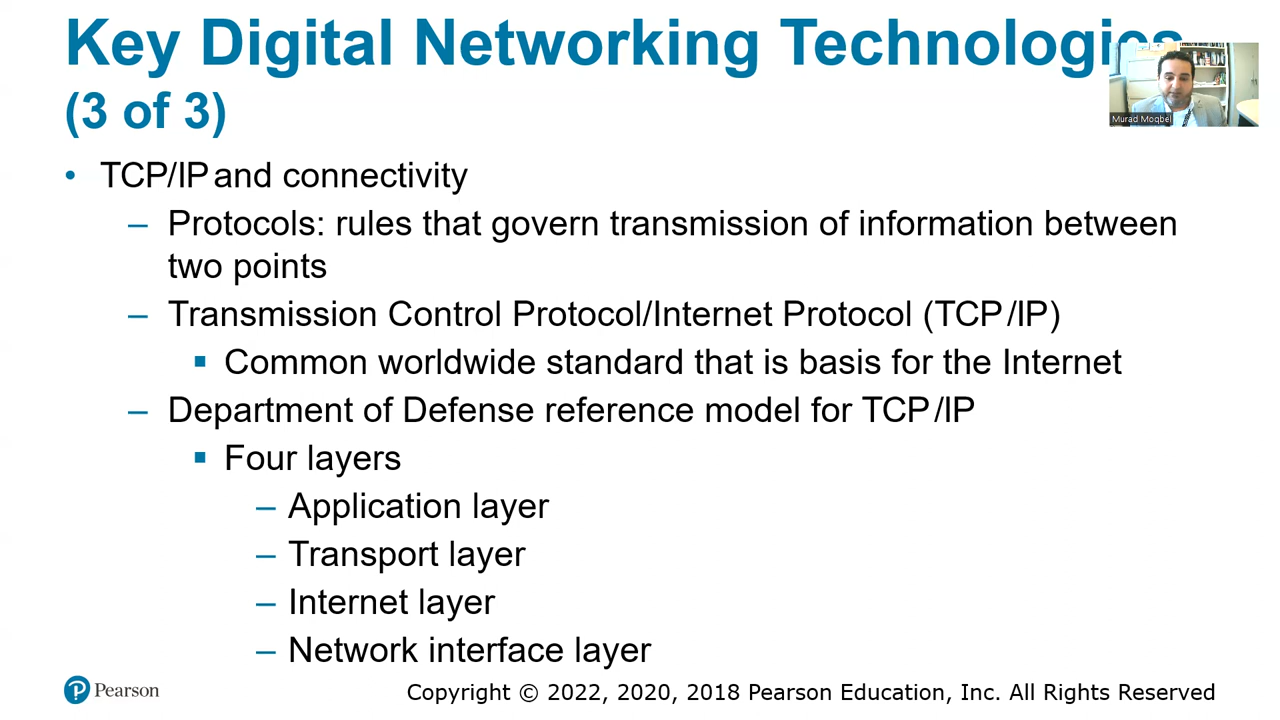 Key Digital Networking Technologies
(3 of 3)
Murad Moqbel
• TCP/IP and connectivity
– Protocols: rules that govern transmission of information between
two points
– Transmission Control Protocol/Internet Protocol (TCP/IP)
▪ Common worldwide standard that is basis for the Internet
– Department of Defense reference model for TCP/IP
▪ Four layers
– Application layer
– Transport layer
– Internet layer
– Network interface layer
P Pearson
Copyright © 2022, 2020, 2018 Pearson Education, Inc. All Rights Reserved